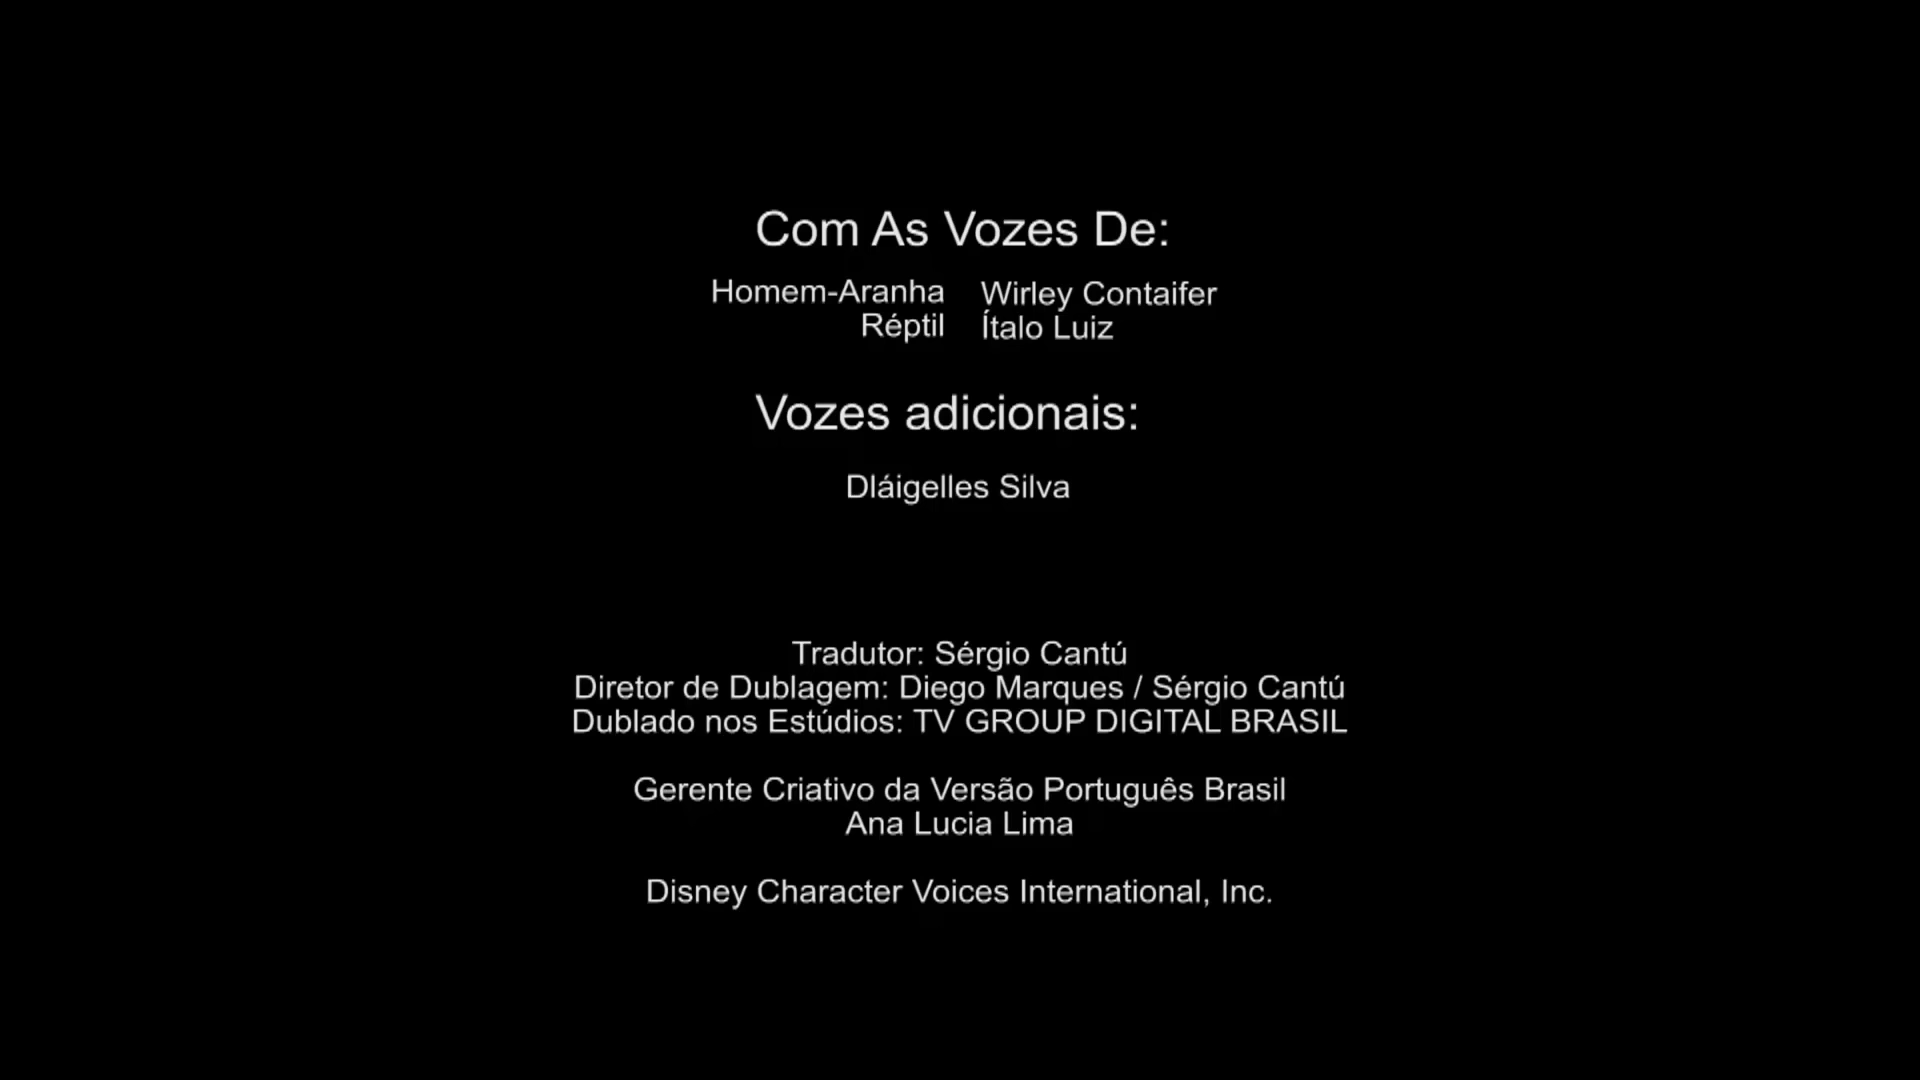 Com As Vozes De:
Homem-Aranha Wirley Contaifer
Réptil Ítalo Luiz
Vozes adicionais:
Dláigelles Silva
Tradutor: Sérgio Cantú
Diretor de Dublagem: Diego Marques / Sérgio Cantú
Dublado nos Estúdios: TV GROUP DIGITAL BRASIL
Gerente Criativo da Versão Português Brasil
Ana Lucia Lima
Disney Character Voices International, Inc.